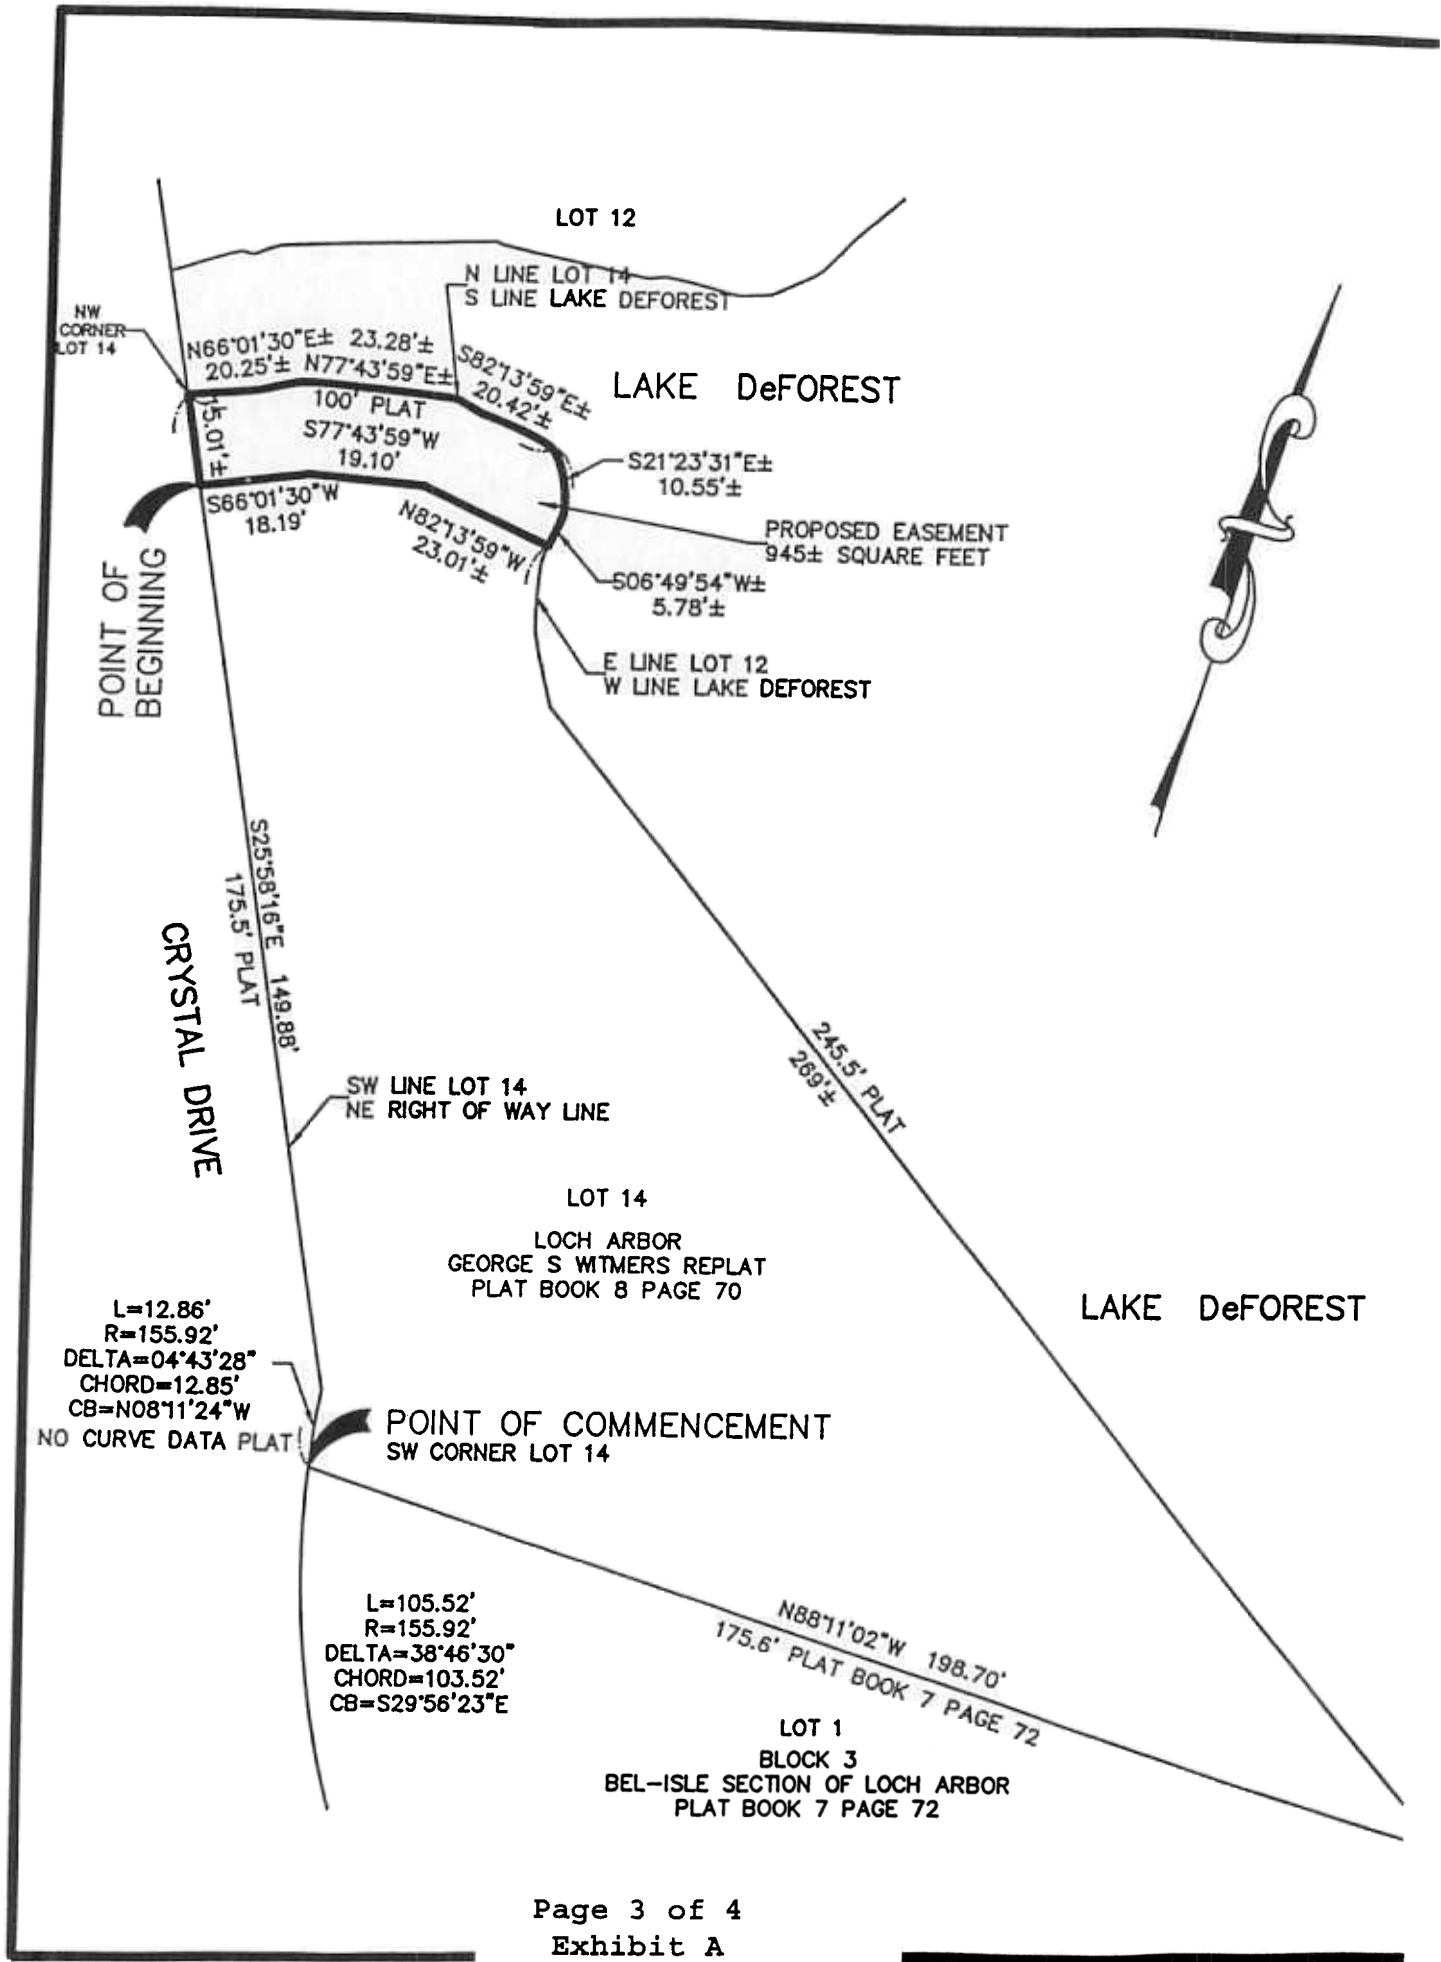 LOT 12
N LINE LOT 14
S LINE LAKE DEFOREST
NW
CORNER
LOT 14
N66°01'30"E± 23.28'±
20.25'± N77°43'59"E±
S82°13'59"E±
20.42'±
LAKE DeFOREST
100' PLAT
15.01'±
S77°43'59"W
19.10'
S21°23'31"E±
10.55'±
S66°01'30"W
18.19'
N82°13'59"W
23.01'±
PROPOSED EASEMENT
945± SQUARE FEET
S06°49'54"W±
5.78'±
POINT OF
BEGINNING
E LINE LOT 12
W LINE LAKE DEFOREST
S25°58'16"E 149.88'
175.5' PLAT
CRYSTAL DRIVE
245.5' PLAT
269'±
SW LINE LOT 14
NE RIGHT OF WAY LINE
LOT 14
LOCH ARBOR
GEORGE S WITMERS REPLAT
PLAT BOOK 8 PAGE 70
LAKE DeFOREST
L=12.86'
R=155.92'
DELTA=04°43'28"
CHORD=12.85'
CB=N08°11'24"W
NO CURVE DATA PLAT
POINT OF COMMENCEMENT
SW CORNER LOT 14
L=105.52'
R=155.92'
DELTA=38°46'30"
CHORD=103.52'
CB=S29°56'23"E
N88°11'02"W 198.70'
175.6' PLAT BOOK 7 PAGE 72
LOT 1
BLOCK 3
BEL-ISLE SECTION OF LOCH ARBOR
PLAT BOOK 7 PAGE 72
Page 3 of 4
Exhibit A